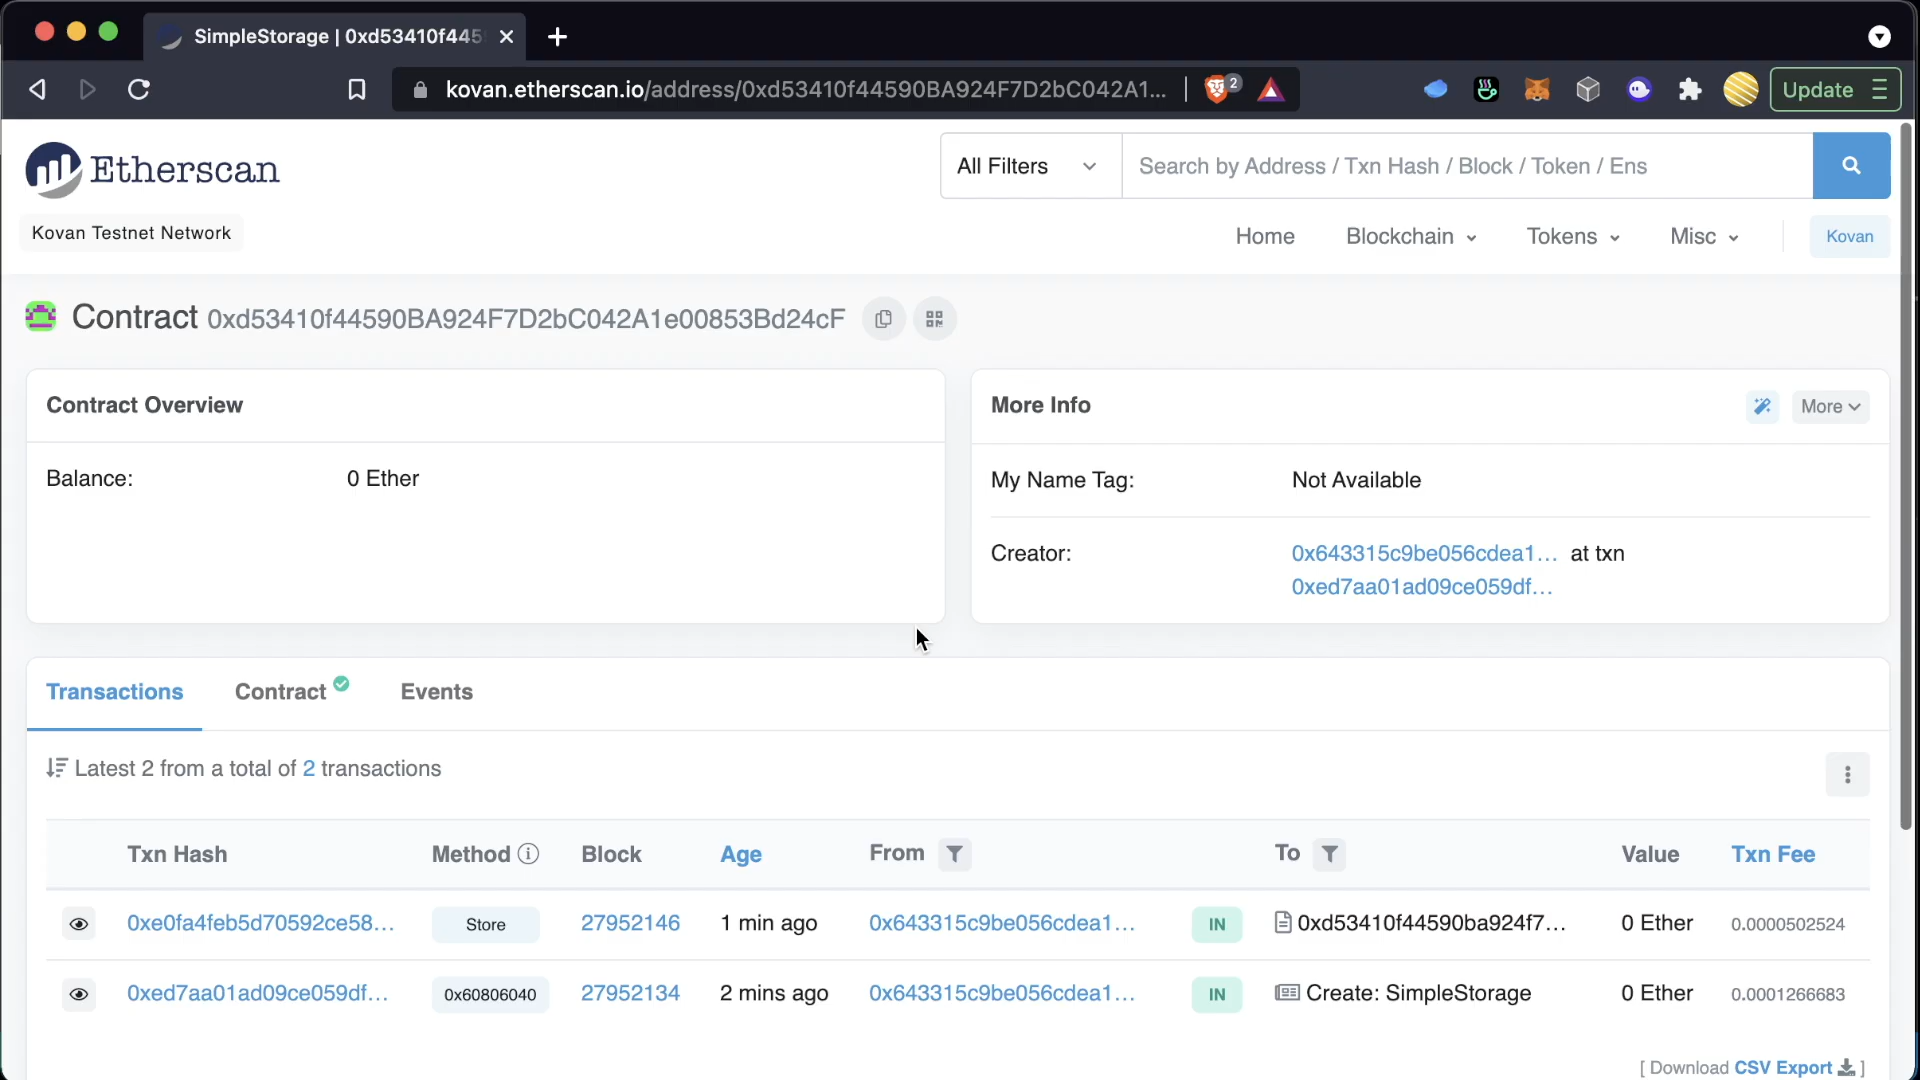 SimpleStorage | 0xd53410f445
kovan.etherscan.io/address/0xd53410f44590BA924F7D2bC042A1...
2
Update
Etherscan
All Filters
Search by Address / Txn Hash / Block / Token / Ens
Kovan Testnet Network
Home Blockchain Tokens Misc Kovan
Contract 0xd53410f44590BA924F7D2bC042A1e00853Bd24cF
Contract Overview
Balance: 0 Ether
More Info
More
My Name Tag: Not Available
Creator: 0x643315c9be056cdea1... at txn
0xed7aa01ad09ce059df...
Transactions Contract Events
Latest 2 from a total of 2 transactions
Txn Hash Method Block Age From To Value Txn Fee
0xe0fa4feb5d70592ce58... Store 27952146 1 min ago 0x643315c9be056cdea1... IN 0xd53410f44590ba924f7... 0 Ether 0.0000502524
0xed7aa01ad09ce059df... 0x60806040 27952134 2 mins ago 0x643315c9be056cdea1... IN Create: SimpleStorage 0 Ether 0.0001266683
[ Download CSV Export ]